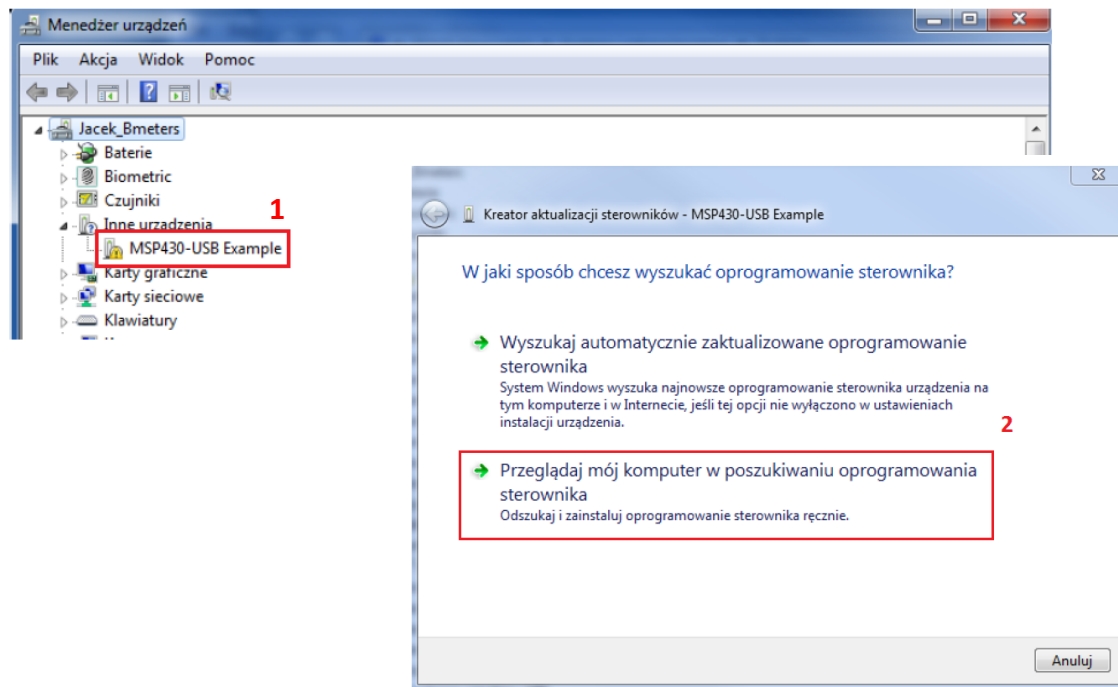 Menedżer urządzeń
Plik Akcja Widok Pomoc
Jacek_Bmeters
Baterie
Biometric
Czujniki
1
Inne urządzenia
MSP430-USB Example
Karty graficzne
Karty sieciowe
Klawiatury
Kreator aktualizacji sterowników - MSP430-USB Example
W jaki sposób chcesz wyszukać oprogramowanie sterownika?
Wyszukaj automatycznie zaktualizowane oprogramowanie
sterownika
System Windows wyszuka najnowsze oprogramowanie sterownika urządzenia na
tym komputerze i w Internecie, jeśli tej opcji nie wyłączono w ustawieniach
instalacji urządzenia.
2
Przeglądaj mój komputer w poszukiwaniu oprogramowania
sterownika
Odszukaj i zainstaluj oprogramowanie sterownika ręcznie.
Anuluj